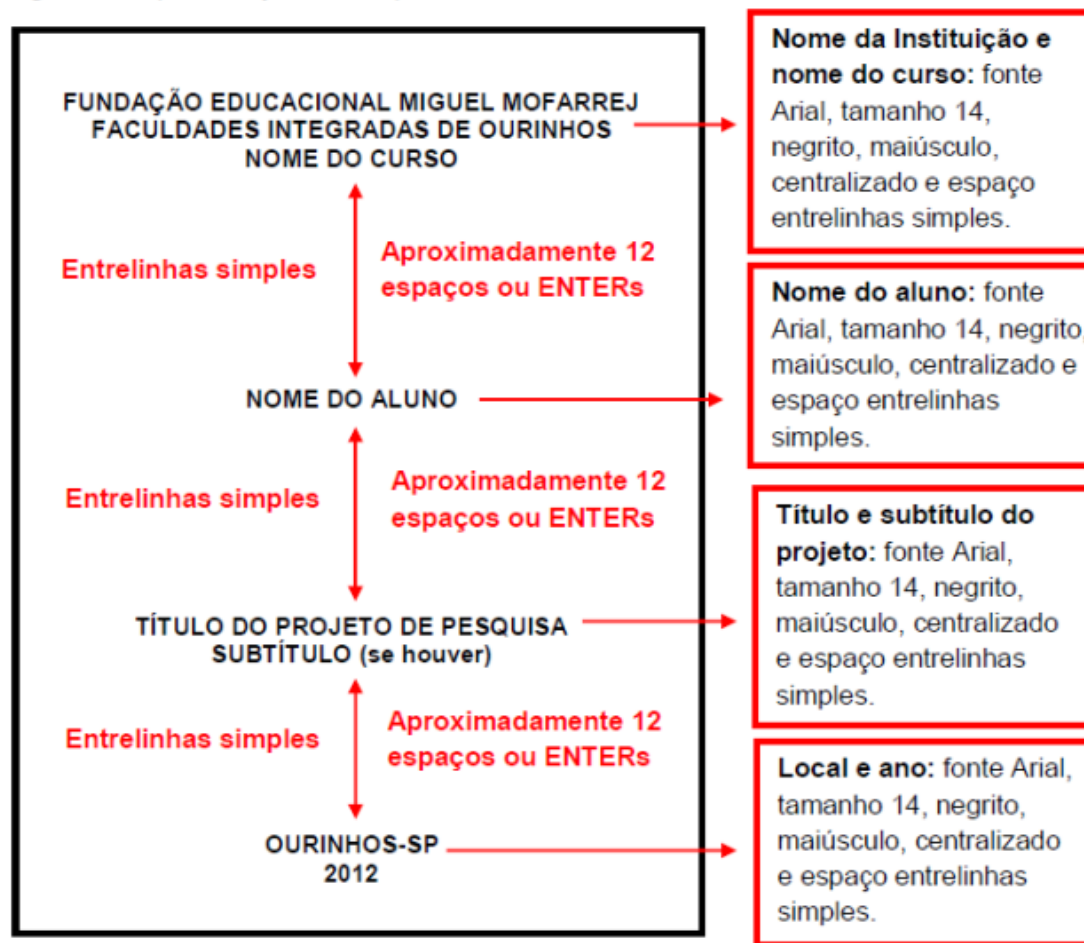 FUNDAÇÃO EDUCACIONAL MIGUEL MOFARREJ
FACULDADES INTEGRADAS DE OURINHOS
NOME DO CURSO
Entrelinhas simples
Aproximadamente 12
espaços ou ENTERs
NOME DO ALUNO
Entrelinhas simples
Aproximadamente 12
espaços ou ENTERs
TÍTULO DO PROJETO DE PESQUISA
SUBTÍTULO (se houver)
Entrelinhas simples
Aproximadamente 12
espaços ou ENTERs
OURINHOS-SP
2012
Nome da Instituição e
nome do curso: fonte
Arial, tamanho 14,
negrito, maiúsculo,
centralizado e espaço
entrelinhas simples.
Nome do aluno: fonte
Arial, tamanho 14, negrito,
maiúsculo, centralizado e
espaço entrelinhas
simples.
Título e subtítulo do
projeto: fonte Arial,
tamanho 14, negrito,
maiúsculo, centralizado
e espaço entrelinhas
simples.
Local e ano: fonte Arial,
tamanho 14, negrito,
maiúsculo, centralizado
e espaço entrelinhas
simples.